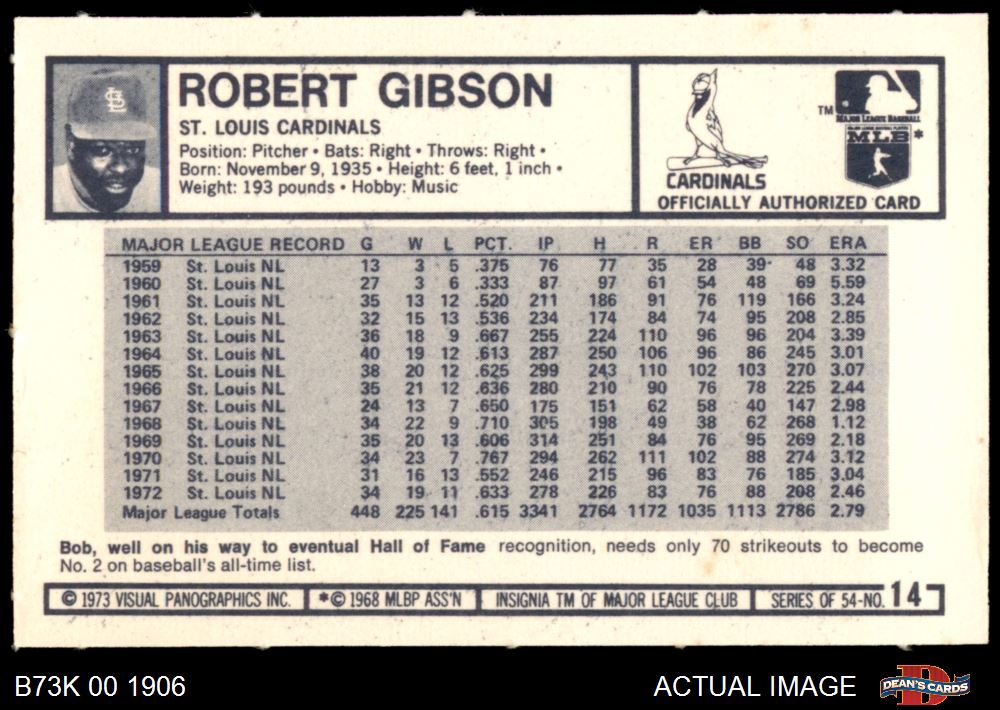 ROBERT GIBSON
ST. LOUIS CARDINALS
Position: Pitcher • Bats: Right • Throws: Right •
Born: November 9, 1935 • Height: 6 feet, 1 inch •
Weight: 193 pounds • Hobby: Music
CARDINALS
TM
MAJOR LEAGUE BASEBALL
MAJOR LEAGUE BASEBALL PLAYERS
MLB *
OFFICIALLY AUTHORIZED CARD
MAJOR LEAGUE RECORD G W L PCT. IP H R ER BB SO ERA
1959 St. Louis NL 13 3 5 .375 76 77 35 28 39 48 3.32
1960 St. Louis NL 27 3 6 .333 87 97 61 54 48 69 5.59
1961 St. Louis NL 35 13 12 .520 211 186 91 76 119 166 3.24
1962 St. Louis NL 32 15 13 .536 234 174 84 74 95 208 2.85
1963 St. Louis NL 36 18 9 .667 255 224 110 96 96 204 3.39
1964 St. Louis NL 40 19 12 .613 287 250 106 96 86 245 3.01
1965 St. Louis NL 38 20 12 .625 299 243 110 102 103 270 3.07
1966 St. Louis NL 35 21 12 .636 280 210 90 76 78 225 2.44
1967 St. Louis NL 24 13 7 .650 175 151 62 58 40 147 2.98
1968 St. Louis NL 34 22 9 .710 305 198 49 38 62 268 1.12
1969 St. Louis NL 35 20 13 .606 314 251 84 76 95 269 2.18
1970 St. Louis NL 34 23 7 .767 294 262 111 102 88 274 3.12
1971 St. Louis NL 31 16 13 .552 246 215 96 83 76 185 3.04
1972 St. Louis NL 34 19 11 .633 278 226 83 76 88 208 2.46
Major League Totals 448 225 141 .615 3341 2764 1172 1035 1113 2786 2.79
Bob, well on his way to eventual Hall of Fame recognition, needs only 70 strikeouts to become
No. 2 on baseball's all-time list.
© 1973 VISUAL PANOGRAPHICS INC. *© 1968 MLBP ASS'N INSIGNIA TM OF MAJOR LEAGUE CLUB SERIES OF 54-NO. 14
B73K 00 1906 ACTUAL IMAGE DEAN'S CARDS